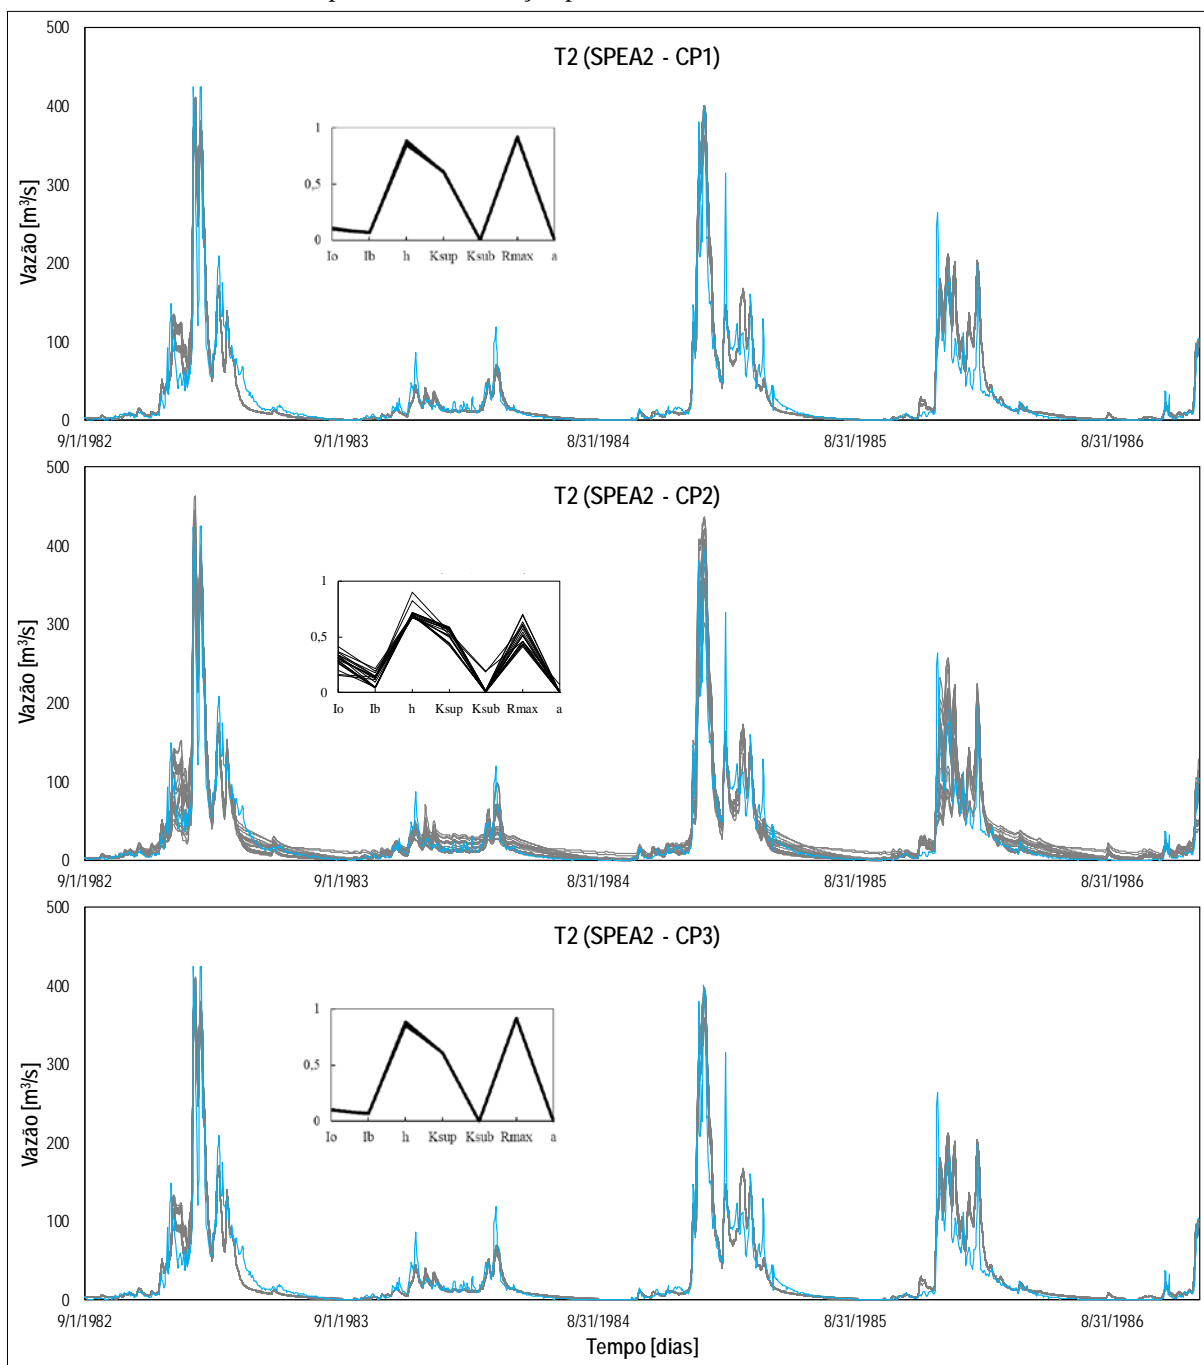 T2 (SPEA2 - CP1)
Vazão [m³/s]
500
400
300
200
100
0
1
0,5
0
Io Ib h Ksup Ksub Rmax a
9/1/1982 9/1/1983 8/31/1984 8/31/1985 8/31/1986
T2 (SPEA2 - CP2)
Vazão [m³/s]
500
400
300
200
100
0
1
0,5
0
Io Ib h Ksup Ksub Rmax a
9/1/1982 9/1/1983 8/31/1984 8/31/1985 8/31/1986
T2 (SPEA2 - CP3)
Vazão [m³/s]
500
400
300
200
100
0
1
0,5
0
Io Ib h Ksup Ksub Rmax a
9/1/1982 9/1/1983 8/31/1984 8/31/1985 8/31/1986
Tempo [dias]